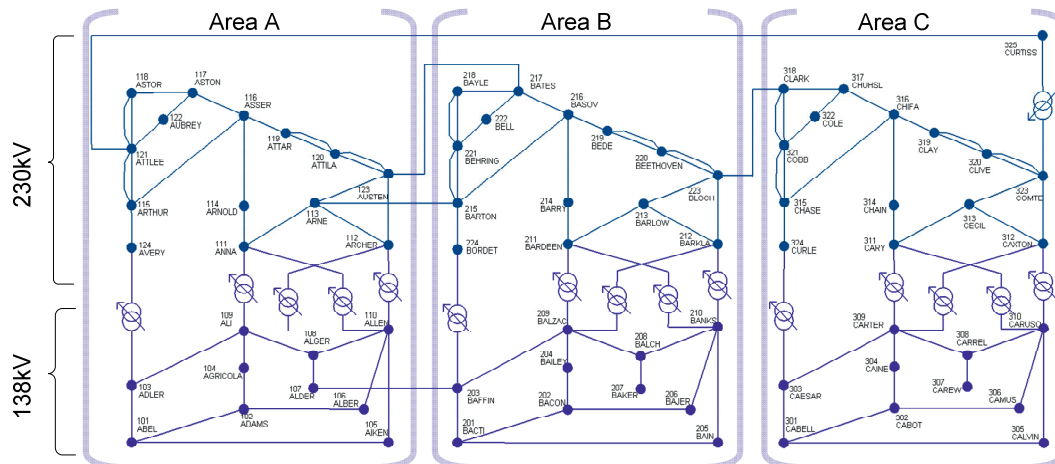 Area A
Area B
Area C
230kV
138kV
325
CURTISS
118
ASTOR
117
ASTON
116
ASSER
122
AUBREY
119
ATTAR
121
ATTLEE
120
ATTILA
123
AUSTEN
115
ARTHUR
114
ARNOLD
113
ARNE
124
AVERY
111
ANNA
112
ARCHER
109
ALI
110
ALLEN
108
ALGER
104
AGRICOLA
103
ADLER
107
ALDER
106
ALBER
101
ABEL
102
ADAMS
105
AIKEN
218
BAYLE
217
BATES
216
BASOV
222
BELL
219
BEDE
221
BEHRING
220
BEETHOVEN
223
BLOCH
215
BARTON
214
BARRY
213
BARLOW
224
BORDET
211
BARDEEN
212
BARKLA
209
BALZAC
210
BANKS
208
BALCH
204
BAILEY
203
BAFFIN
207
BAKER
206
BAJER
202
BACON
201
BACTI
205
BAIN
318
CLARK
317
CHUHSL
316
CHIFA
322
COLE
319
CLAY
321
COBB
320
CLIVE
323
COMTE
315
CHASE
314
CHAIN
313
CECIL
324
CURLE
311
CARY
312
CAXTON
309
CARTER
310
CARUSO
308
CARREL
304
CAINE
303
CAESAR
307
CAREW
306
CAMUS
301
CABELL
302
CABOT
305
CALVIN